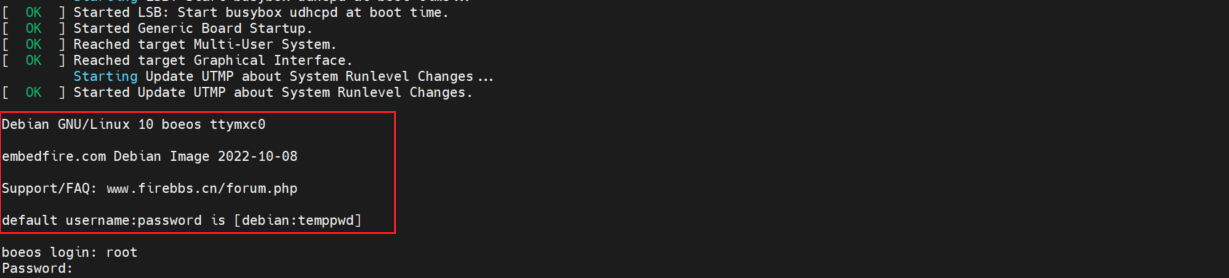 [  OK  ] Started LSB: Start busybox udhcpd at boot time.
[  OK  ] Started Generic Board Startup.
[  OK  ] Reached target Multi-User System.
[  OK  ] Reached target Graphical Interface.
         Starting Update UTMP about System Runlevel Changes...
[  OK  ] Started Update UTMP about System Runlevel Changes.
Debian GNU/Linux 10 boeos ttymxc0
embedfire.com Debian Image 2022-10-08
Support/FAQ: www.firebbs.cn/forum.php
default username:password is [debian:temppwd]
boeos login: root
Password: